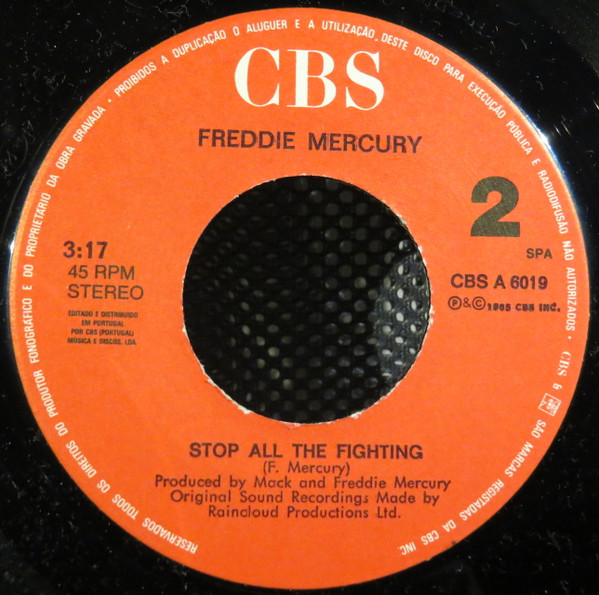 RESERVADOS TODOS OS DIREITOS DO PRODUTOR FONOGRÁFICO E DO PROPRIETÁRIO DA OBRA GRAVADA · PROIBIDOS A DUPLICAÇÃO O ALUGUER E A UTILIZAÇÃO DESTE DISCO PARA EXECUÇÃO PÚBLICA E RADIODIFUSÃO NÃO AUTORIZADOS · CBS & SÃO MARCAS REGISTADAS DA CBS INC.
CBS
FREDDIE MERCURY
2
3:17
45 RPM
STEREO
EDITADO E DISTRIBUIDO
EM PORTUGAL
POR CBS (PORTUGAL)
MÚSICA E DISCOS, LDA.
SPA
CBS A 6019
Ⓟ&©1985 CBS INC.
STOP ALL THE FIGHTING
(F. Mercury)
Produced by Mack and Freddie Mercury
Original Sound Recordings Made by
Raincloud Productions Ltd.